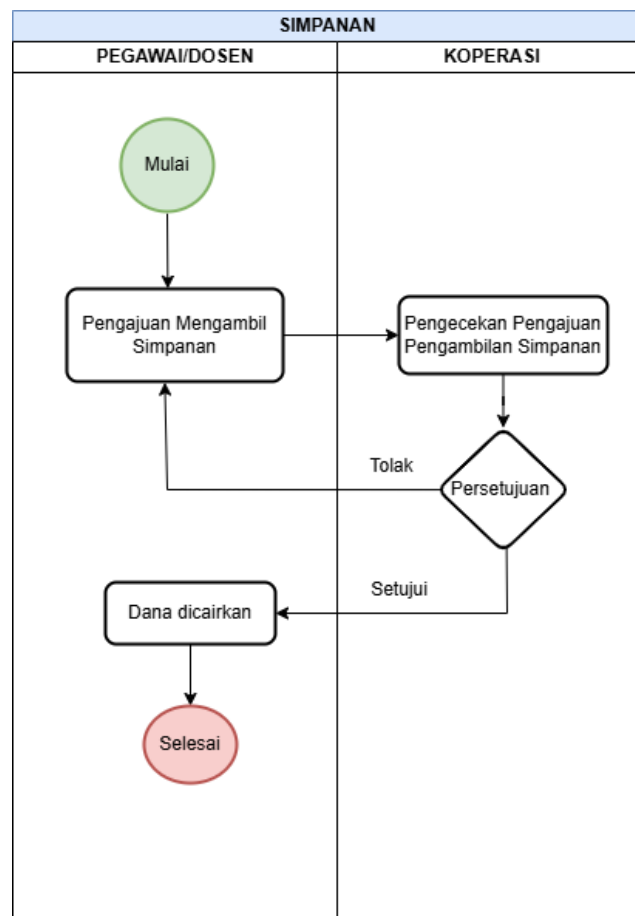 SIMPANAN
PEGAWAI/DOSEN
KOPERASI
Mulai
Pengajuan Mengambil
Simpanan
Pengecekan Pengajuan
Pengambilan Simpanan
Tolak
Persetujuan
Setujui
Dana dicairkan
Selesai